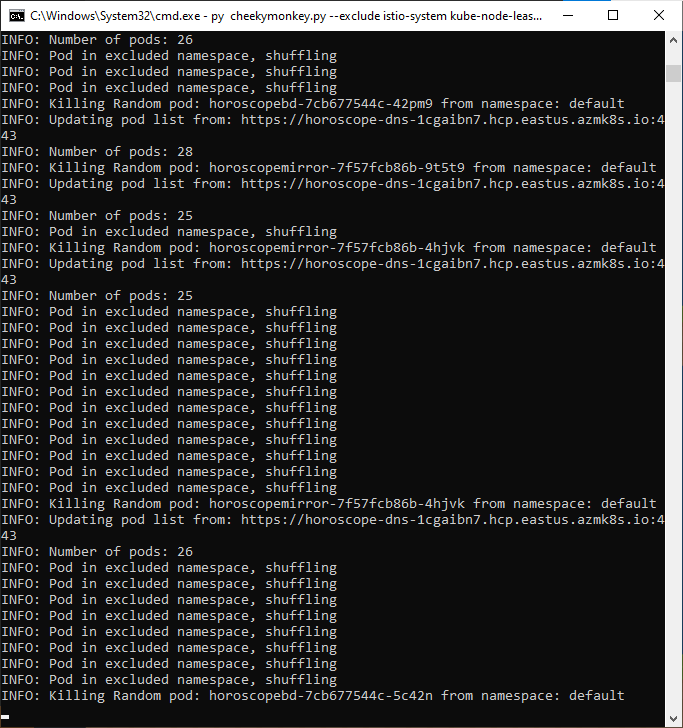 C:\Windows\System32\cmd.exe - py  cheekymonkey.py --exclude istio-system kube-node-leas...
INFO: Number of pods: 26
INFO: Pod in excluded namespace, shuffling
INFO: Pod in excluded namespace, shuffling
INFO: Pod in excluded namespace, shuffling
INFO: Killing Random pod: horoscopebd-7cb677544c-42pm9 from namespace: default
INFO: Updating pod list from: https://horoscope-dns-1cgaibn7.hcp.eastus.azmk8s.io:4
43
INFO: Number of pods: 28
INFO: Killing Random pod: horoscopemirror-7f57fcb86b-9t5t9 from namespace: default
INFO: Updating pod list from: https://horoscope-dns-1cgaibn7.hcp.eastus.azmk8s.io:4
43
INFO: Number of pods: 25
INFO: Pod in excluded namespace, shuffling
INFO: Killing Random pod: horoscopemirror-7f57fcb86b-4hjvk from namespace: default
INFO: Updating pod list from: https://horoscope-dns-1cgaibn7.hcp.eastus.azmk8s.io:4
43
INFO: Number of pods: 25
INFO: Pod in excluded namespace, shuffling
INFO: Pod in excluded namespace, shuffling
INFO: Pod in excluded namespace, shuffling
INFO: Pod in excluded namespace, shuffling
INFO: Pod in excluded namespace, shuffling
INFO: Pod in excluded namespace, shuffling
INFO: Pod in excluded namespace, shuffling
INFO: Pod in excluded namespace, shuffling
INFO: Pod in excluded namespace, shuffling
INFO: Pod in excluded namespace, shuffling
INFO: Pod in excluded namespace, shuffling
INFO: Pod in excluded namespace, shuffling
INFO: Killing Random pod: horoscopemirror-7f57fcb86b-4hjvk from namespace: default
INFO: Updating pod list from: https://horoscope-dns-1cgaibn7.hcp.eastus.azmk8s.io:4
43
INFO: Number of pods: 26
INFO: Pod in excluded namespace, shuffling
INFO: Pod in excluded namespace, shuffling
INFO: Pod in excluded namespace, shuffling
INFO: Pod in excluded namespace, shuffling
INFO: Pod in excluded namespace, shuffling
INFO: Pod in excluded namespace, shuffling
INFO: Pod in excluded namespace, shuffling
INFO: Pod in excluded namespace, shuffling
INFO: Killing Random pod: horoscopebd-7cb677544c-5c42n from namespace: default